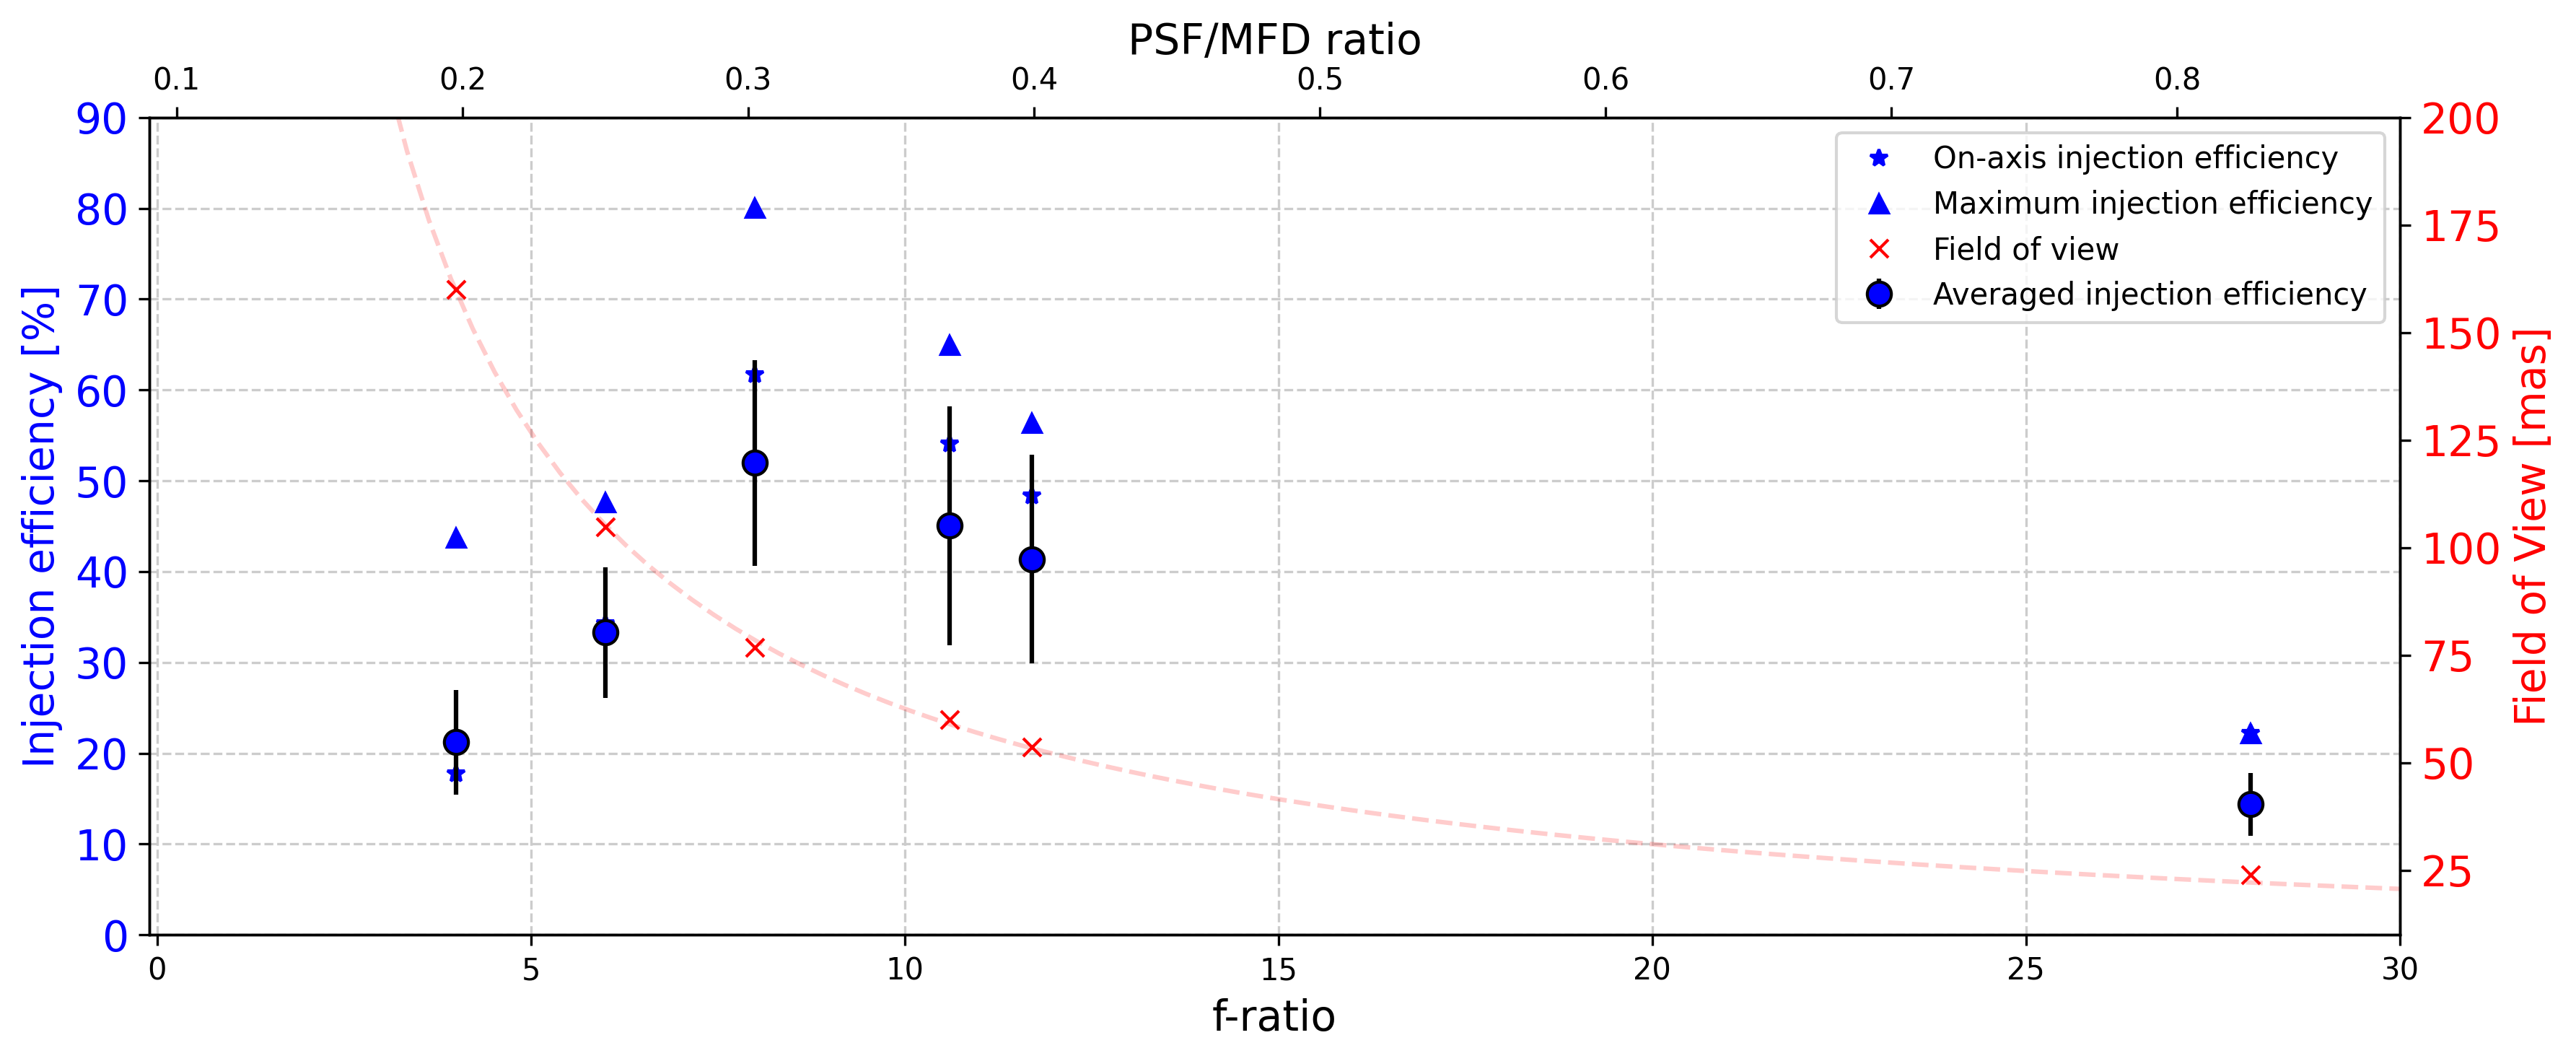 PSF/MFD ratio
0.1 0.2 0.3 0.4 0.5 0.6 0.7 0.8
90 200
80 175
70 150
60 125
50 100
40 75
30 50
20 25
10
0
Injection efficiency [%]
Field of View [mas]
On-axis injection efficiency
Maximum injection efficiency
Field of view
Averaged injection efficiency
0 5 10 15 20 25 30
f-ratio